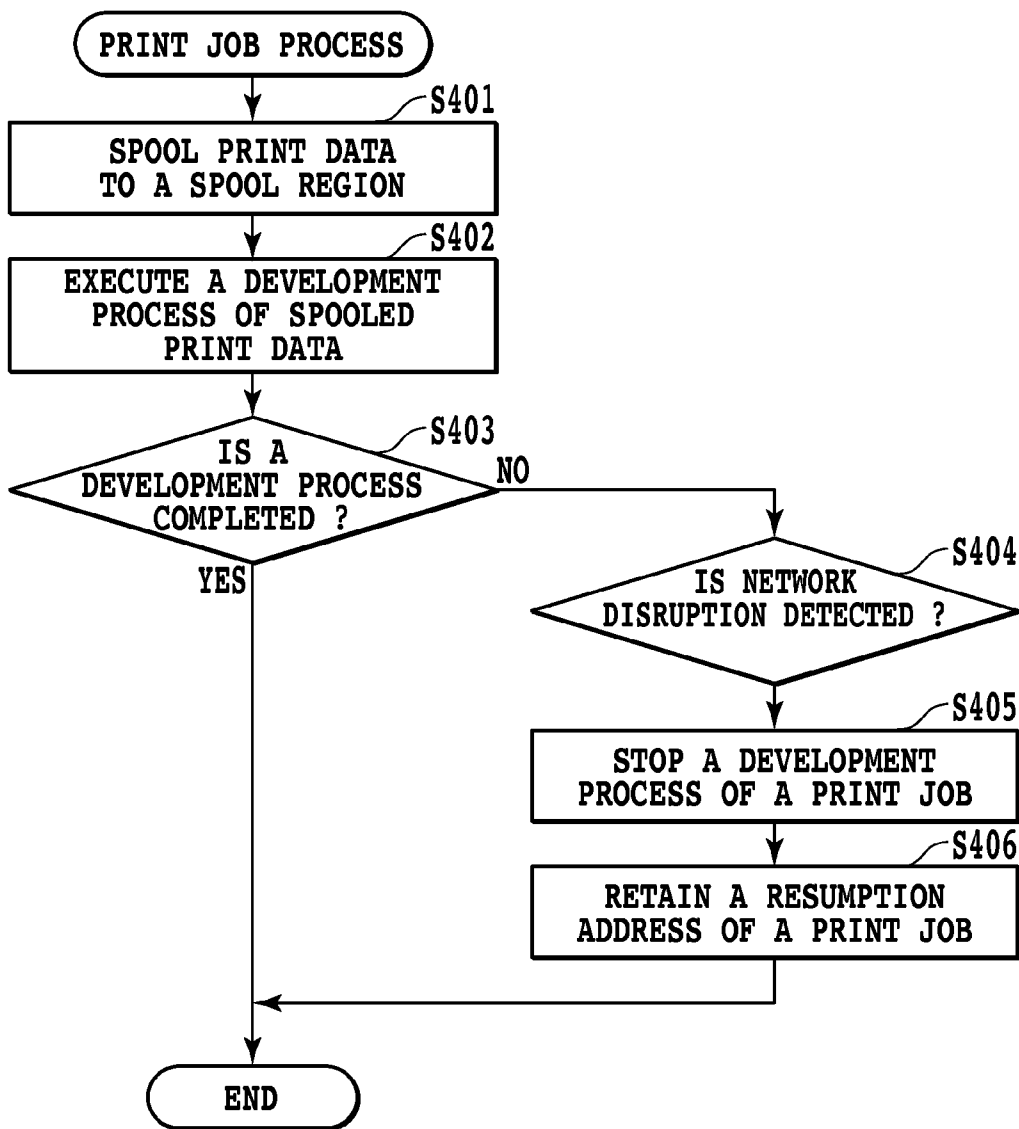 PRINT JOB PROCESS
S401
SPOOL PRINT DATA
TO A SPOOL REGION
S402
EXECUTE A DEVELOPMENT
PROCESS OF SPOOLED
PRINT DATA
S403
IS A
DEVELOPMENT PROCESS
COMPLETED ?
NO
YES
S404
IS NETWORK
DISRUPTION DETECTED ?
S405
STOP A DEVELOPMENT
PROCESS OF A PRINT JOB
S406
RETAIN A RESUMPTION
ADDRESS OF A PRINT JOB
END